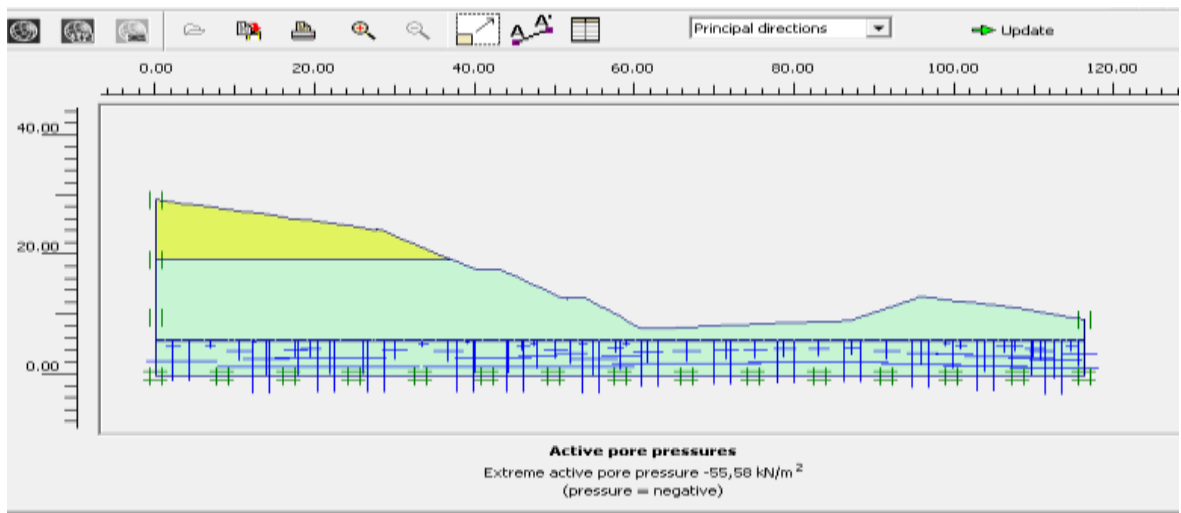 Principal directions
Update
0.00 20.00 40.00 60.00 80.00 100.00 120.00
40.00
20.00
0.00
Active pore pressures
Extreme active pore pressure -55,58 kN/m²
(pressure = negative)